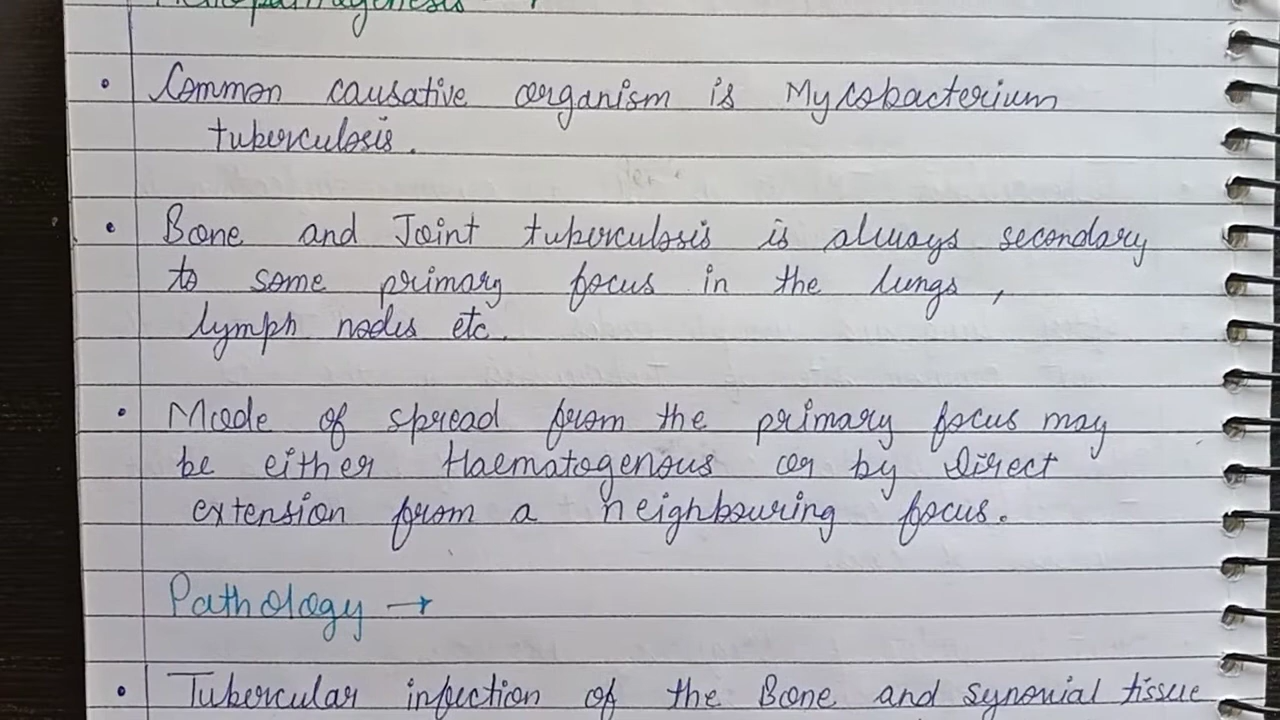 • Common causative organism is Mycobacterium
tuberculosis.
• Bone and Joint tuberculosis is always secondary
to some primary focus in the lungs,
lymph nodes etc.
• Mode of spread from the primary focus may
be either Haematogenous or by Direct
extension from a neighbouring focus.
Pathology →
• Tubercular infection of the Bone and synovial tissue